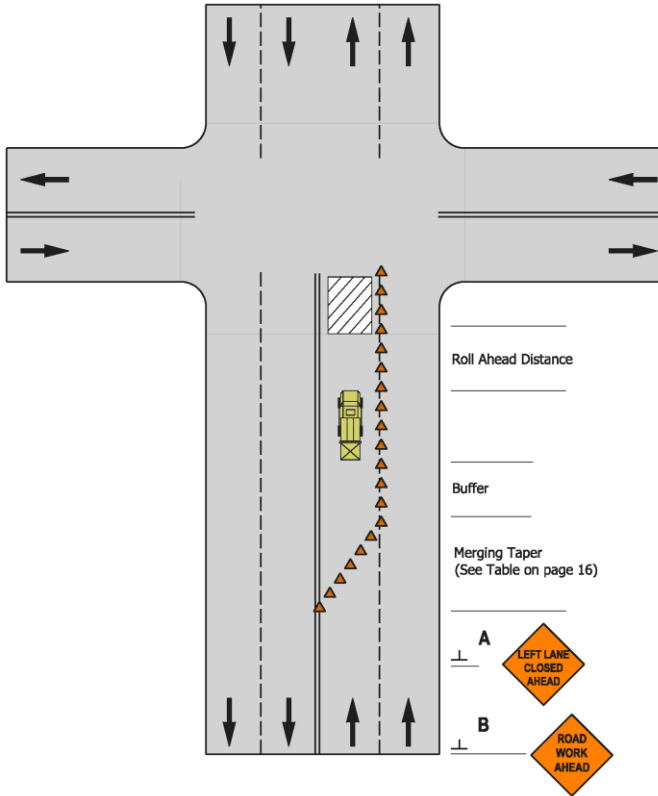 Roll Ahead Distance
Buffer
Merging Taper
(See Table on page 16)
A
LEFT LANE
CLOSED
AHEAD
B
ROAD
WORK
AHEAD